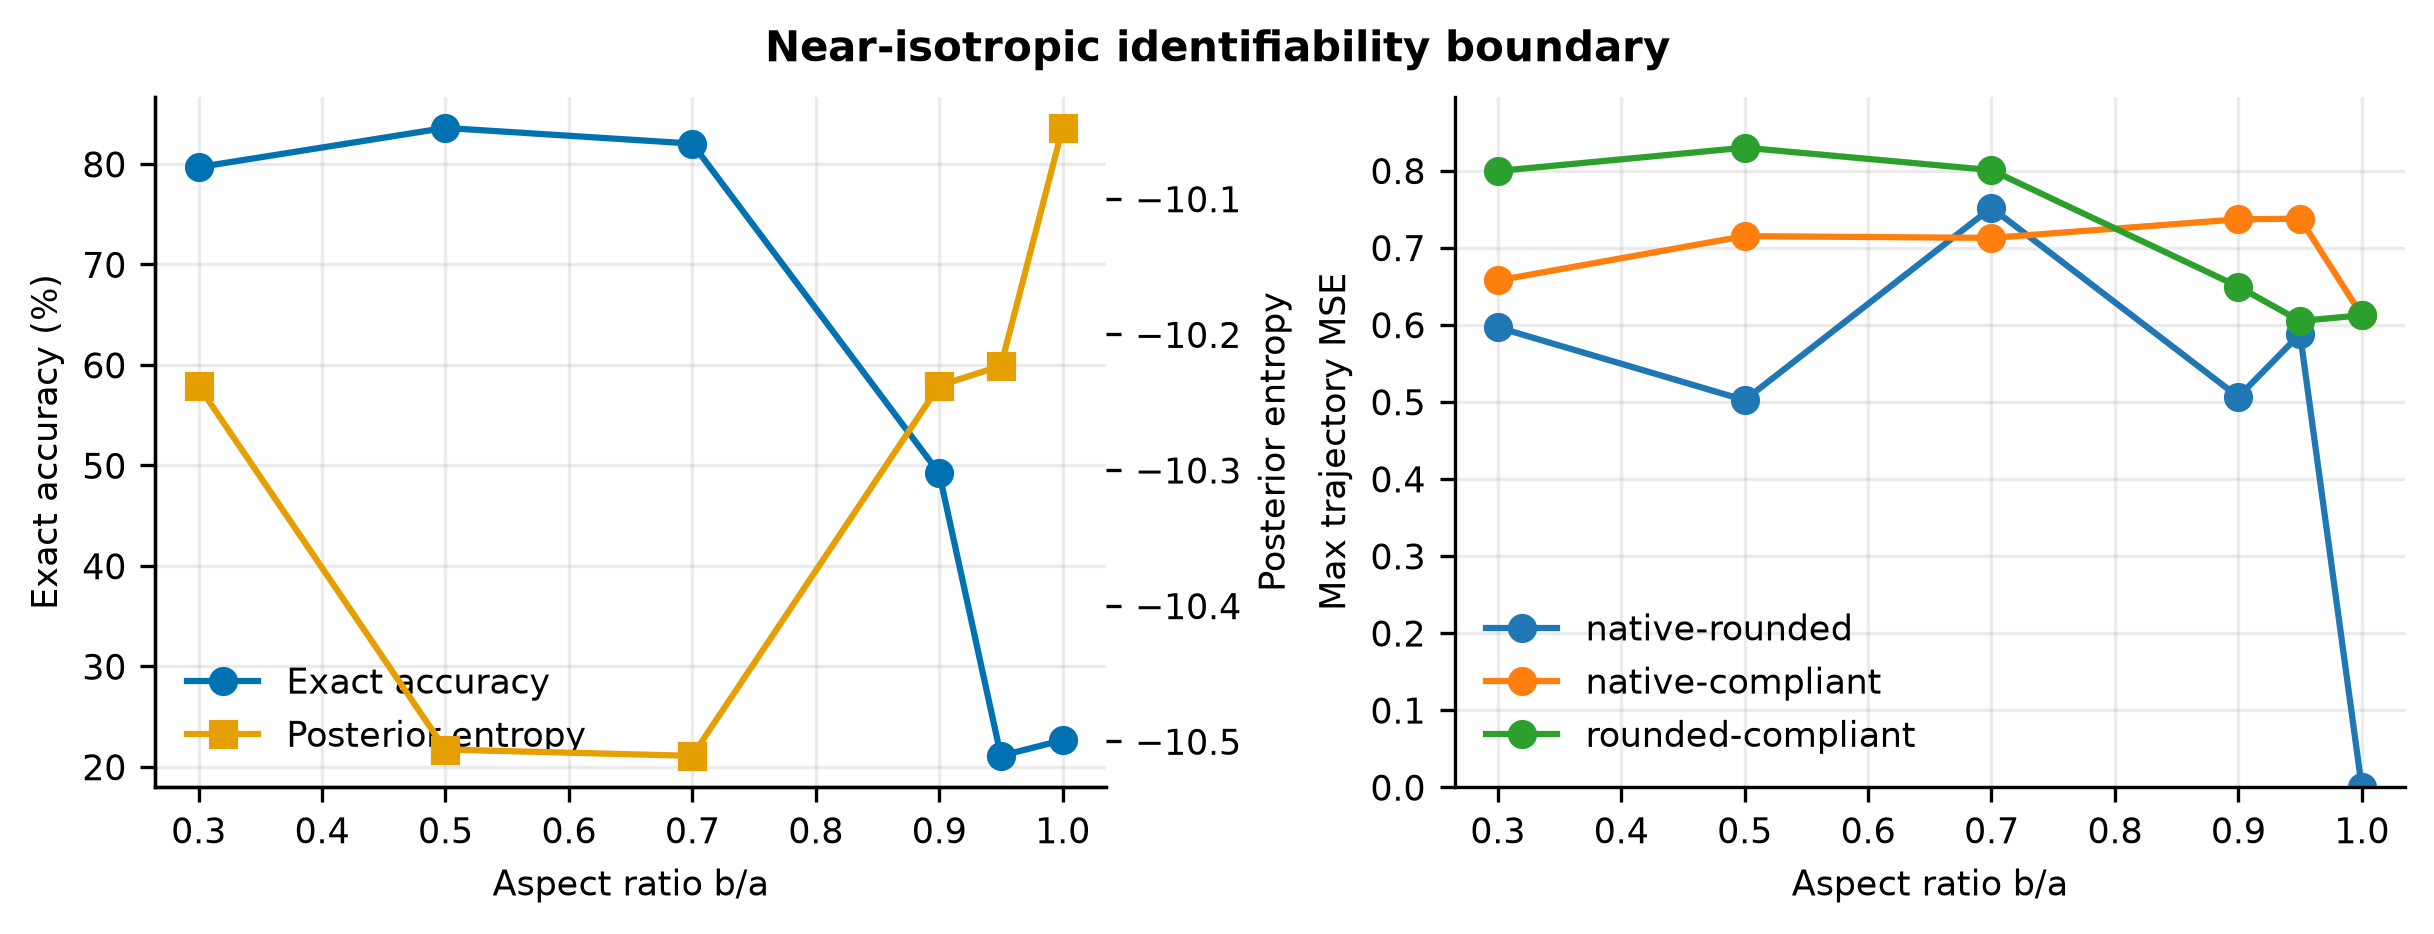 Near-isotropic identifiability boundary
Exact accuracy (%)
80
70
60
50
40
30
20
Exact accuracy
Posterior entropy
0.3 0.4 0.5 0.6 0.7 0.8 0.9 1.0
Aspect ratio b/a
−10.1
−10.2
−10.3
−10.4
−10.5
Posterior entropy
Max trajectory MSE
0.8
0.7
0.6
0.5
0.4
0.3
0.2
0.1
0.0
native-rounded
native-compliant
rounded-compliant
0.3 0.4 0.5 0.6 0.7 0.8 0.9 1.0
Aspect ratio b/a